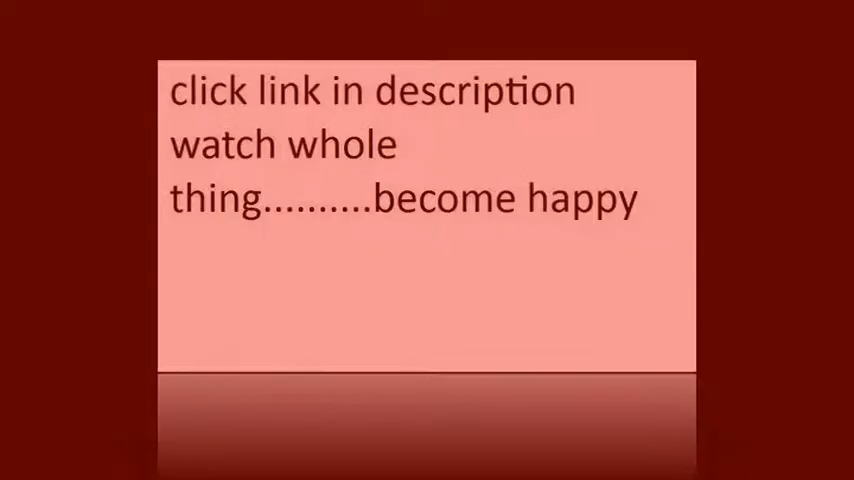 click link in description
watch whole
thing..........become happy